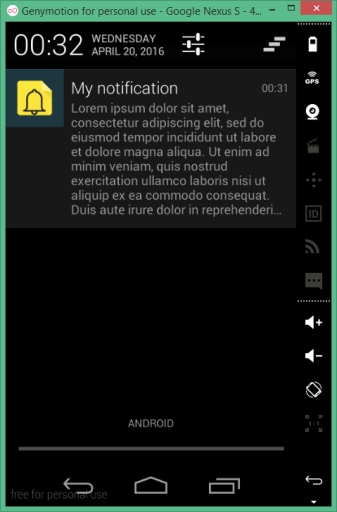 Genymotion for personal use - Google Nexus S - 4...
00:32
WEDNESDAY
APRIL 20, 2016
My notification
00:31
Lorem ipsum dolor sit amet,
consectetur adipiscing elit, sed do
eiusmod tempor incididunt ut labore
et dolore magna aliqua. Ut enim ad
minim veniam, quis nostrud
exercitation ullamco laboris nisi ut
aliquip ex ea commodo consequat.
Duis aute irure dolor in reprehenderi...
GPS
ID
1:1
ANDROID
free for personal use